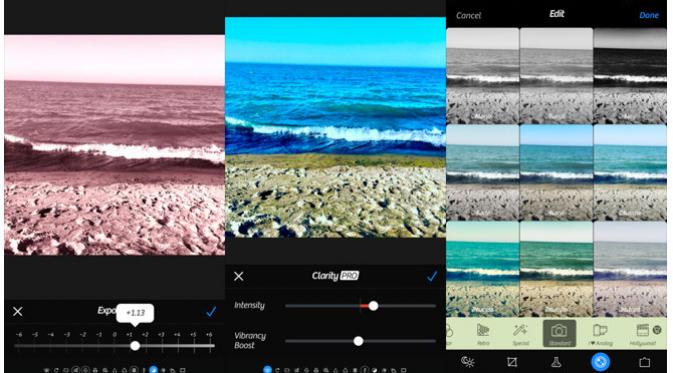 Expo
+1.13
-6 -5 -4 -3 -2 -1 0 +1 +2 +3 +4 +5 +6
Clarity PRO
Intensity
Vibrancy
Boost
Cancel
Edit
Done
Retro
Special
Standard
I ♥ Analog
Hollywood